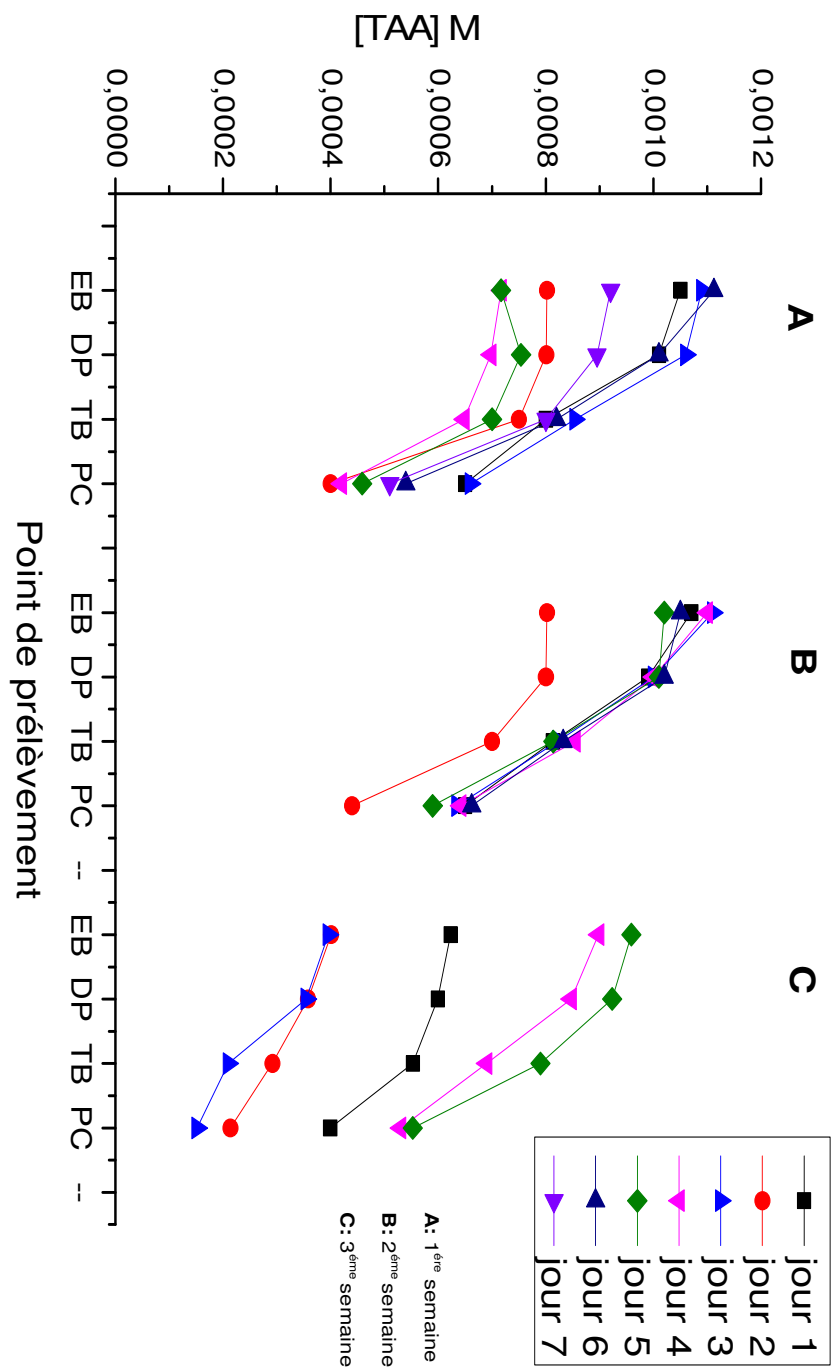 [TAA] M
0,0012
0,0010
0,0008
0,0006
0,0004
0,0002
0,0000
A
B
C
EB DP TB PC EB DP TB PC -- EB DP TB PC --
Point de prélèvement
jour 1
jour 2
jour 3
jour 4
jour 5
jour 6
jour 7
A: 1ère semaine
B: 2ème semaine
C: 3ème semaine